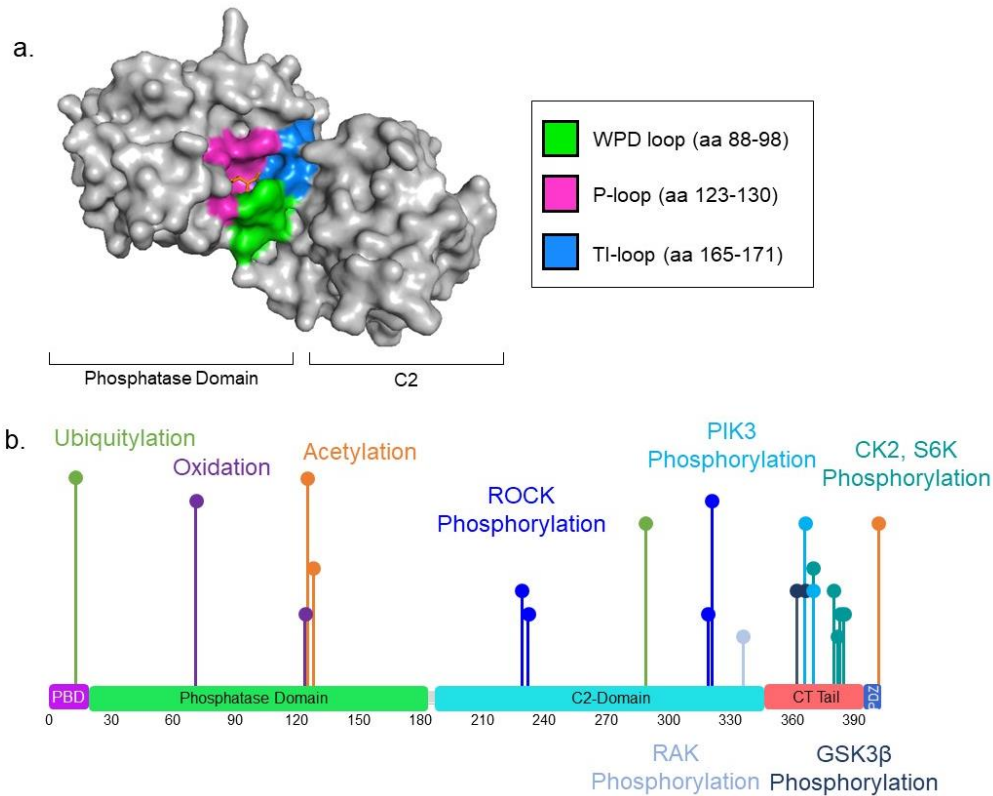 a.
WPD loop (aa 88-98)
P-loop (aa 123-130)
TI-loop (aa 165-171)
Phosphatase Domain
C2
b.
Ubiquitylation
Oxidation
Acetylation
ROCK
Phosphorylation
PIK3
Phosphorylation
CK2, S6K
Phosphorylation
PBD
Phosphatase Domain
C2-Domain
CT Tail
PDZ
0 30 60 90 120 150 180 210 240 270 300 330 360 390
RAK
Phosphorylation
GSK3β
Phosphorylation